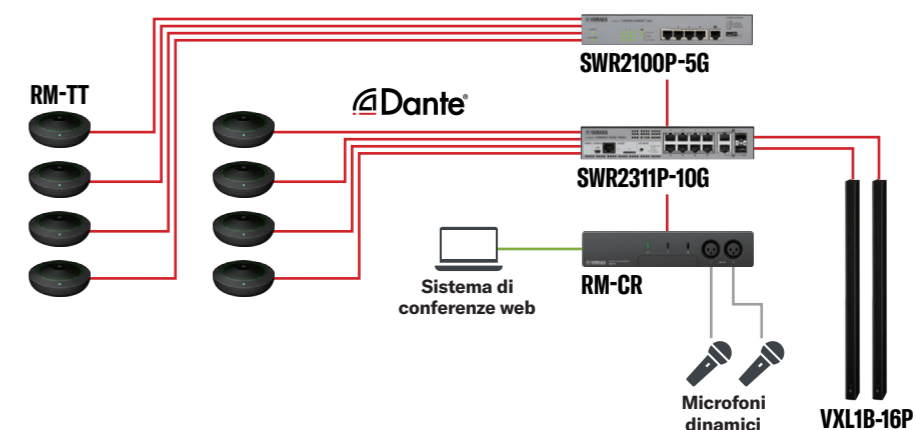 SWR2100P-5G
RM-TT
Dante
SWR2311P-10G
RM-CR
Sistema di
conferenze web
Microfoni
dinamici
VXL1B-16P